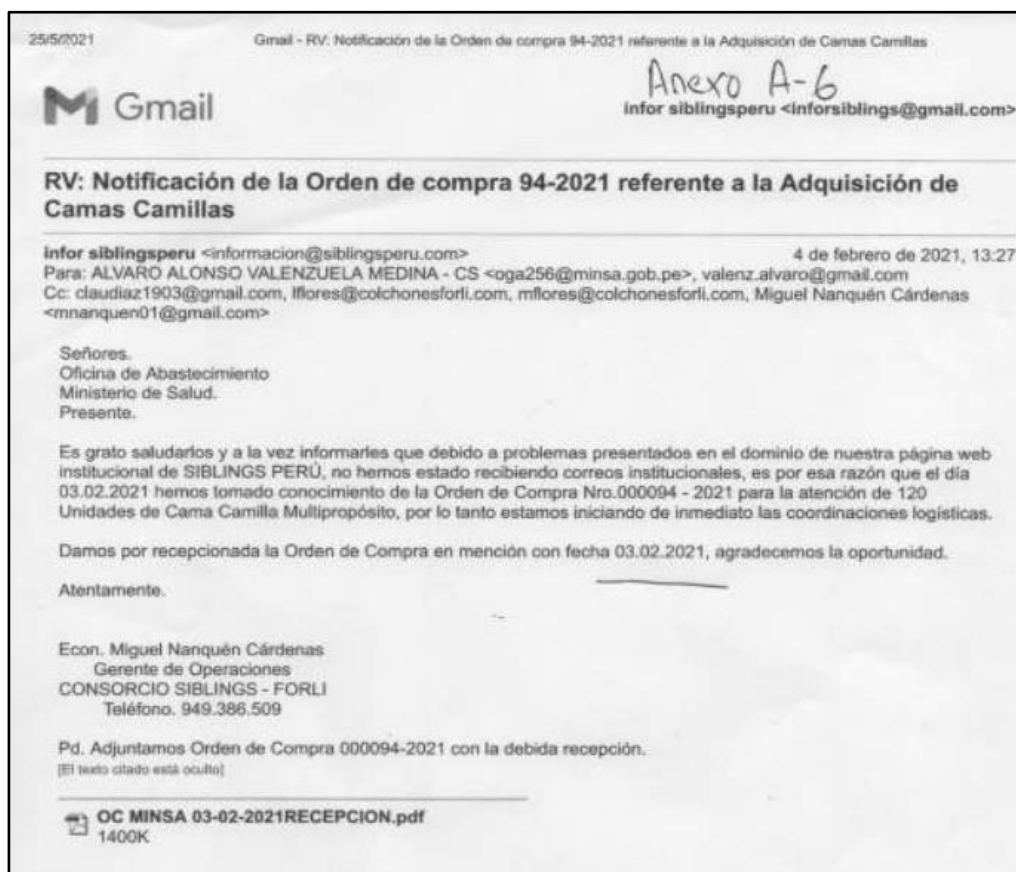 25/5/2021 Gmail - RV: Notificación de la Orden de compra 94-2021 referente a la Adquisición de Camas Camillas
Anexo A-6
Gmail
infor siblingsperu <inforsiblings@gmail.com>
RV: Notificación de la Orden de compra 94-2021 referente a la Adquisición de
Camas Camillas
infor siblingsperu <informacion@siblingsperu.com> 4 de febrero de 2021, 13:27
Para: ALVARO ALONSO VALENZUELA MEDINA - CS <oga256@minsa.gob.pe>, valenz.alvaro@gmail.com
Cc: claudiaz1903@gmail.com, lflores@colchonesforli.com, mflores@colchonesforli.com, Miguel Nanquén Cárdenas
<mnanquen01@gmail.com>
Señores.
Oficina de Abastecimiento
Ministerio de Salud.
Presente.
Es grato saludarlos y a la vez informarles que debido a problemas presentados en el dominio de nuestra página web
institucional de SIBLINGS PERÚ, no hemos estado recibiendo correos institucionales, es por esa razón que el día
03.02.2021 hemos tomado conocimiento de la Orden de Compra Nro.000094 - 2021 para la atención de 120
Unidades de Cama Camilla Multipropósito, por lo tanto estamos iniciando de inmediato las coordinaciones logísticas.
Damos por recepcionada la Orden de Compra en mención con fecha 03.02.2021, agradecemos la oportunidad.
Atentamente.
Econ. Miguel Nanquén Cárdenas
Gerente de Operaciones
CONSORCIO SIBLINGS - FORLI
Teléfono. 949.386.509
Pd. Adjuntamos Orden de Compra 000094-2021 con la debida recepción.
[El texto citado está oculto]
OC MINSA 03-02-2021RECEPCION.pdf
1400K